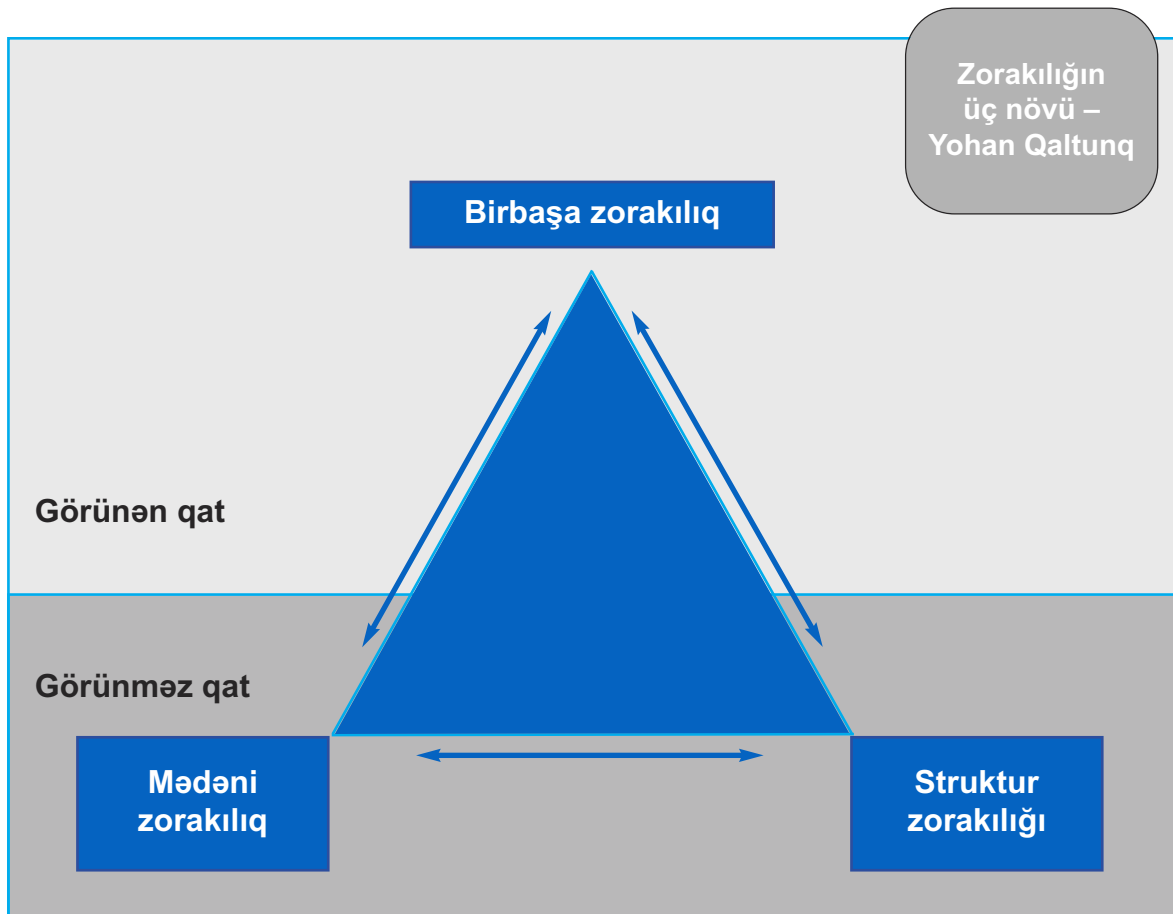 Zorakılığın
üç növü –
Yohan Qaltunq
Birbaşa zorakılıq
Görünən qat
Görünməz qat
Mədəni
zorakılıq
Struktur
zorakılığı